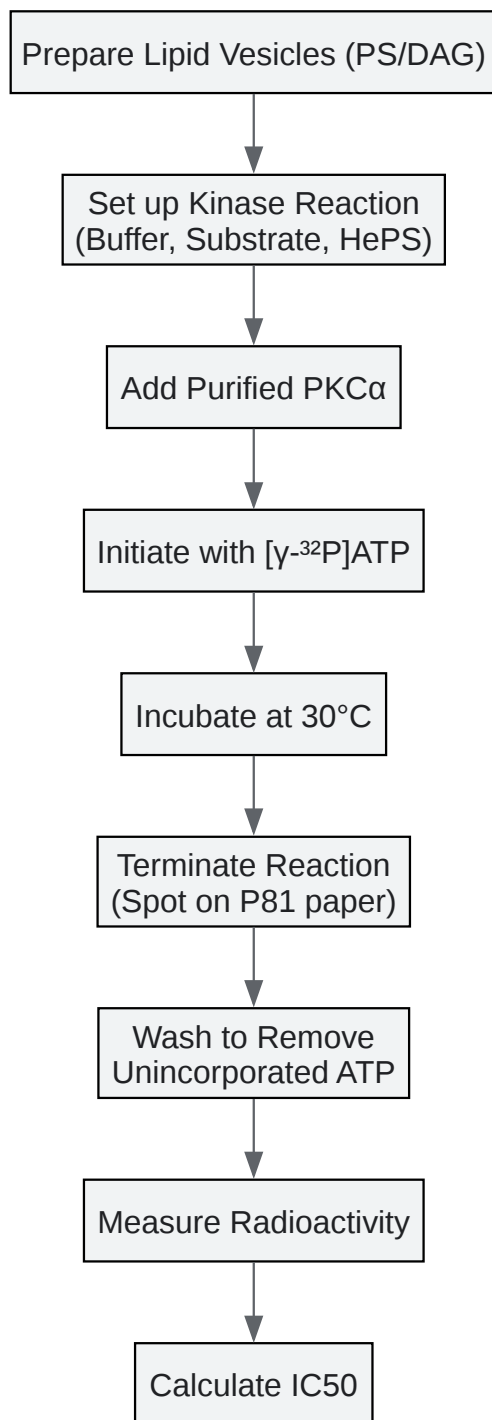 Prepare Lipid Vesicles (PS/DAG)
Set up Kinase Reaction
(Buffer, Substrate, HePS)
Add Purified PKCα
Initiate with [γ-³²P]ATP
Incubate at 30°C
Terminate Reaction
(Spot on P81 paper)
Wash to Remove
Unincorporated ATP
Measure Radioactivity
Calculate IC50